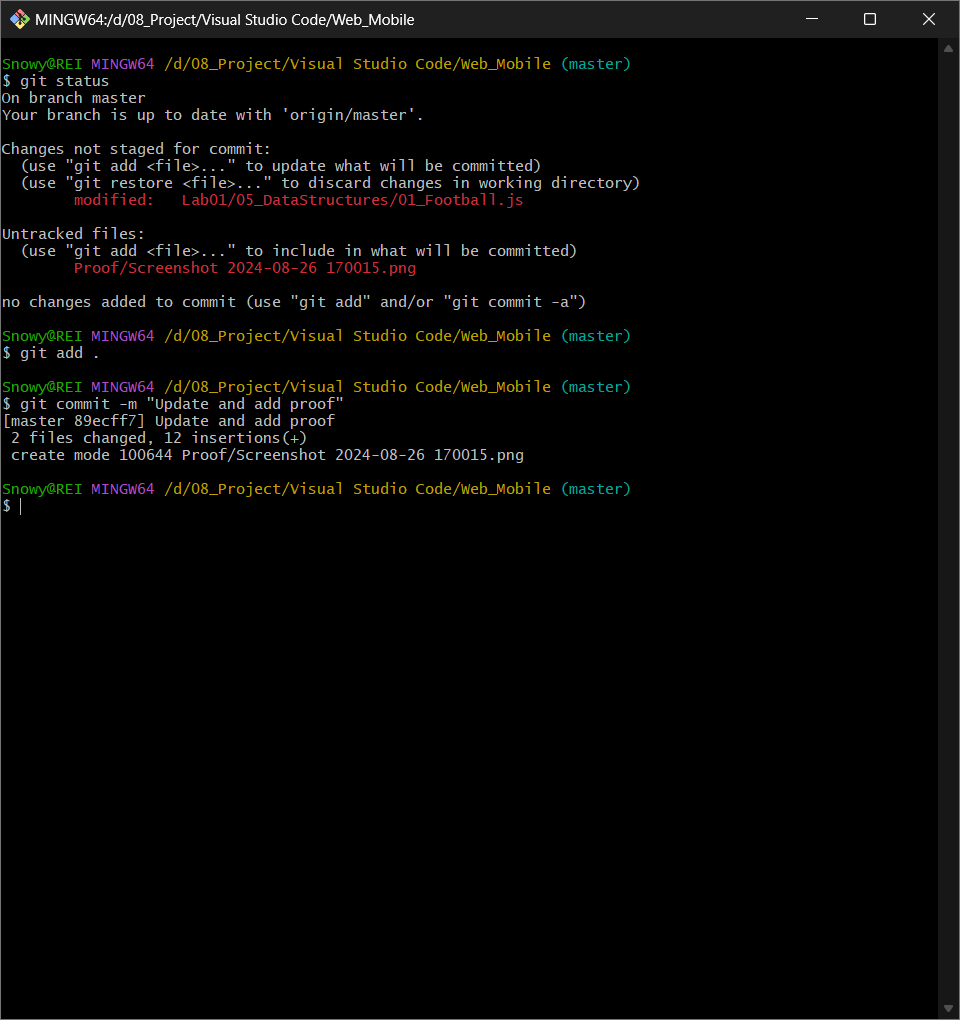 MINGW64:/d/08_Project/Visual Studio Code/Web_Mobile
Snowy@REI MINGW64 /d/08_Project/Visual Studio Code/Web_Mobile (master)
$ git status
On branch master
Your branch is up to date with 'origin/master'.
Changes not staged for commit:
  (use "git add <file>..." to update what will be committed)
  (use "git restore <file>..." to discard changes in working directory)
        modified:   Lab01/05_DataStructures/01_Football.js
Untracked files:
  (use "git add <file>..." to include in what will be committed)
        Proof/Screenshot 2024-08-26 170015.png
no changes added to commit (use "git add" and/or "git commit -a")
Snowy@REI MINGW64 /d/08_Project/Visual Studio Code/Web_Mobile (master)
$ git add .
Snowy@REI MINGW64 /d/08_Project/Visual Studio Code/Web_Mobile (master)
$ git commit -m "Update and add proof"
[master 89ecff7] Update and add proof
 2 files changed, 12 insertions(+)
 create mode 100644 Proof/Screenshot 2024-08-26 170015.png
Snowy@REI MINGW64 /d/08_Project/Visual Studio Code/Web_Mobile (master)
$